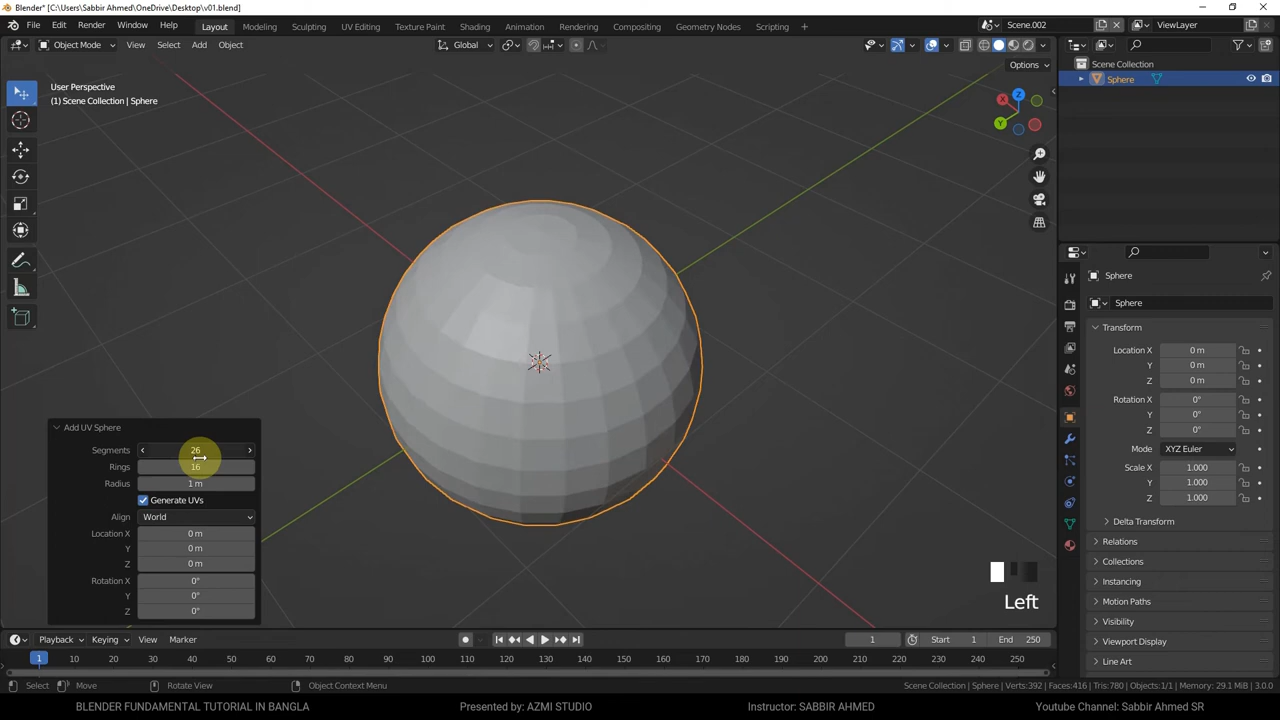 Blender* [C:\Users\Sabbir Ahmed\OneDrive\Desktop\v01.blend]
File Edit Render Window Help Layout Modeling Sculpting UV Editing Texture Paint Shading Animation Rendering Compositing Geometry Nodes Scripting + Scene.002 ViewLayer
Object Mode View Select Add Object Global
Options
User Perspective
(1) Scene Collection | Sphere
Z
X
Y
Scene Collection
Sphere
Sphere
Sphere
Transform
Location X 0 m
Y 0 m
Z 0 m
Rotation X 0°
Y 0°
Z 0°
Mode XYZ Euler
Scale X 1.000
Y 1.000
Z 1.000
Delta Transform
Relations
Collections
Instancing
Motion Paths
Visibility
Viewport Display
Line Art
Add UV Sphere
Segments 26
Rings 16
Radius 1 m
Generate UVs
Align World
Location X 0 m
Y 0 m
Z 0 m
Rotation X 0°
Y 0°
Z 0°
Left
Playback Keying View Marker 1 Start 1 End 250
1 10 20 30 40 50 60 70 80 90 100 110 120 130 140 150 160 170 180 190 200 210 220 230 240 250
Select Move Rotate View Object Context Menu Scene Collection | Sphere | Verts:392 | Faces:416 | Tris:780 | Objects:1/1 | Memory: 29.1 MiB | 3.0.0
BLENDER FUNDAMENTAL TUTORIAL IN BANGLA Presented by: AZMI STUDIO Instructor: SABBIR AHMED Youtube Channel: Sabbir Ahmed SR